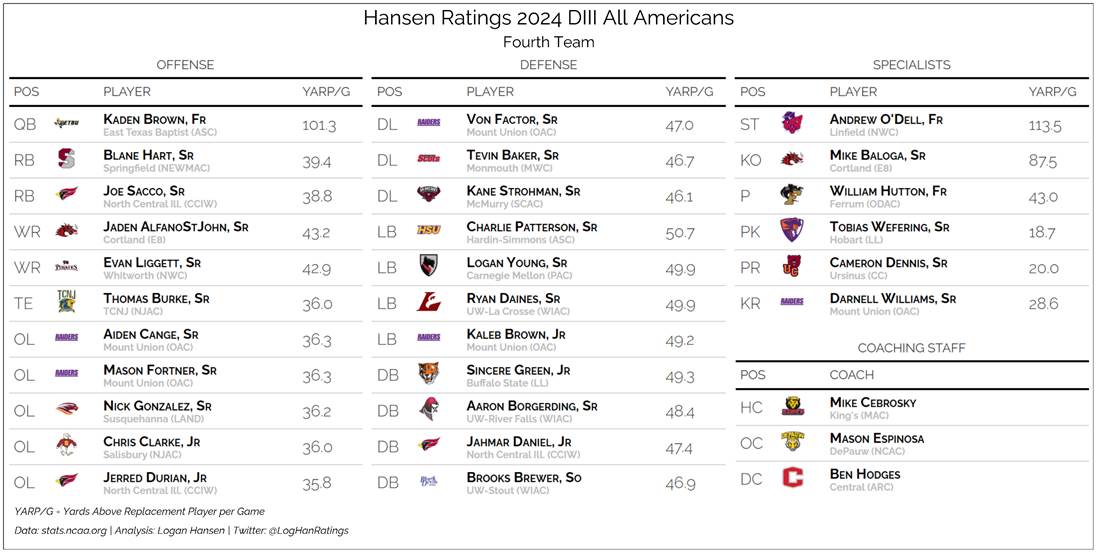 Hansen Ratings 2024 DIII All Americans
Fourth Team
OFFENSE
POS PLAYER YARP/G
QB ETBU KADEN BROWN, FR 101.3
East Texas Baptist (ASC)
RB BLANE HART, SR 39.4
Springfield (NEWMAC)
RB JOE SACCO, SR 38.8
North Central Ill. (CCIW)
WR JADEN ALFANOSTJOHN, SR 43.2
Cortland (E8)
WR PIRATES EVAN LIGGETT, SR 42.9
Whitworth (NWC)
TE TCNJ THOMAS BURKE, SR 36.0
TCNJ (NJAC)
OL RAIDERS AIDEN CANGE, SR 36.3
Mount Union (OAC)
OL RAIDERS MASON FORTNER, SR 36.3
Mount Union (OAC)
OL NICK GONZALEZ, SR 36.2
Susquehanna (LAND)
OL CHRIS CLARKE, JR 36.0
Salisbury (NJAC)
OL JERRED DURIAN, JR 35.8
North Central Ill. (CCIW)
DEFENSE
POS PLAYER YARP/G
DL RAIDERS VON FACTOR, SR 47.0
Mount Union (OAC)
DL SCOTS TEVIN BAKER, SR 46.7
Monmouth (MWC)
DL KANE STROHMAN, SR 46.1
McMurry (SCAC)
LB HSU CHARLIE PATTERSON, SR 50.7
Hardin-Simmons (ASC)
LB LOGAN YOUNG, SR 49.9
Carnegie Mellon (PAC)
LB L RYAN DAINES, SR 49.9
UW-La Crosse (WIAC)
LB RAIDERS KALEB BROWN, JR 49.2
Mount Union (OAC)
DB SINCERE GREEN, JR 49.3
Buffalo State (LL)
DB AARON BORGERDING, SR 48.4
UW-River Falls (WIAC)
DB JAHMAR DANIEL, JR 47.4
North Central Ill. (CCIW)
DB BROOKS BREWER, SO 46.9
UW-Stout (WIAC)
SPECIALISTS
POS PLAYER YARP/G
ST ANDREW O'DELL, FR 113.5
Linfield (NWC)
KO MIKE BALOGA, SR 87.5
Cortland (E8)
P WILLIAM HUTTON, FR 43.0
Ferrum (ODAC)
PK TOBIAS WEFERING, SR 18.7
Hobart (LL)
PR UC CAMERON DENNIS, SR 20.0
Ursinus (CC)
KR RAIDERS DARNELL WILLIAMS, SR 28.6
Mount Union (OAC)
COACHING STAFF
POS COACH
HC MIKE CEBROSKY
King's (MAC)
OC DEPAUW MASON ESPINOSA
DePauw (NCAC)
DC C BEN HODGES
Central (ARC)
YARP/G = Yards Above Replacement Player per Game
Data: stats.ncaa.org | Analysis: Logan Hansen | Twitter: @LogHanRatings